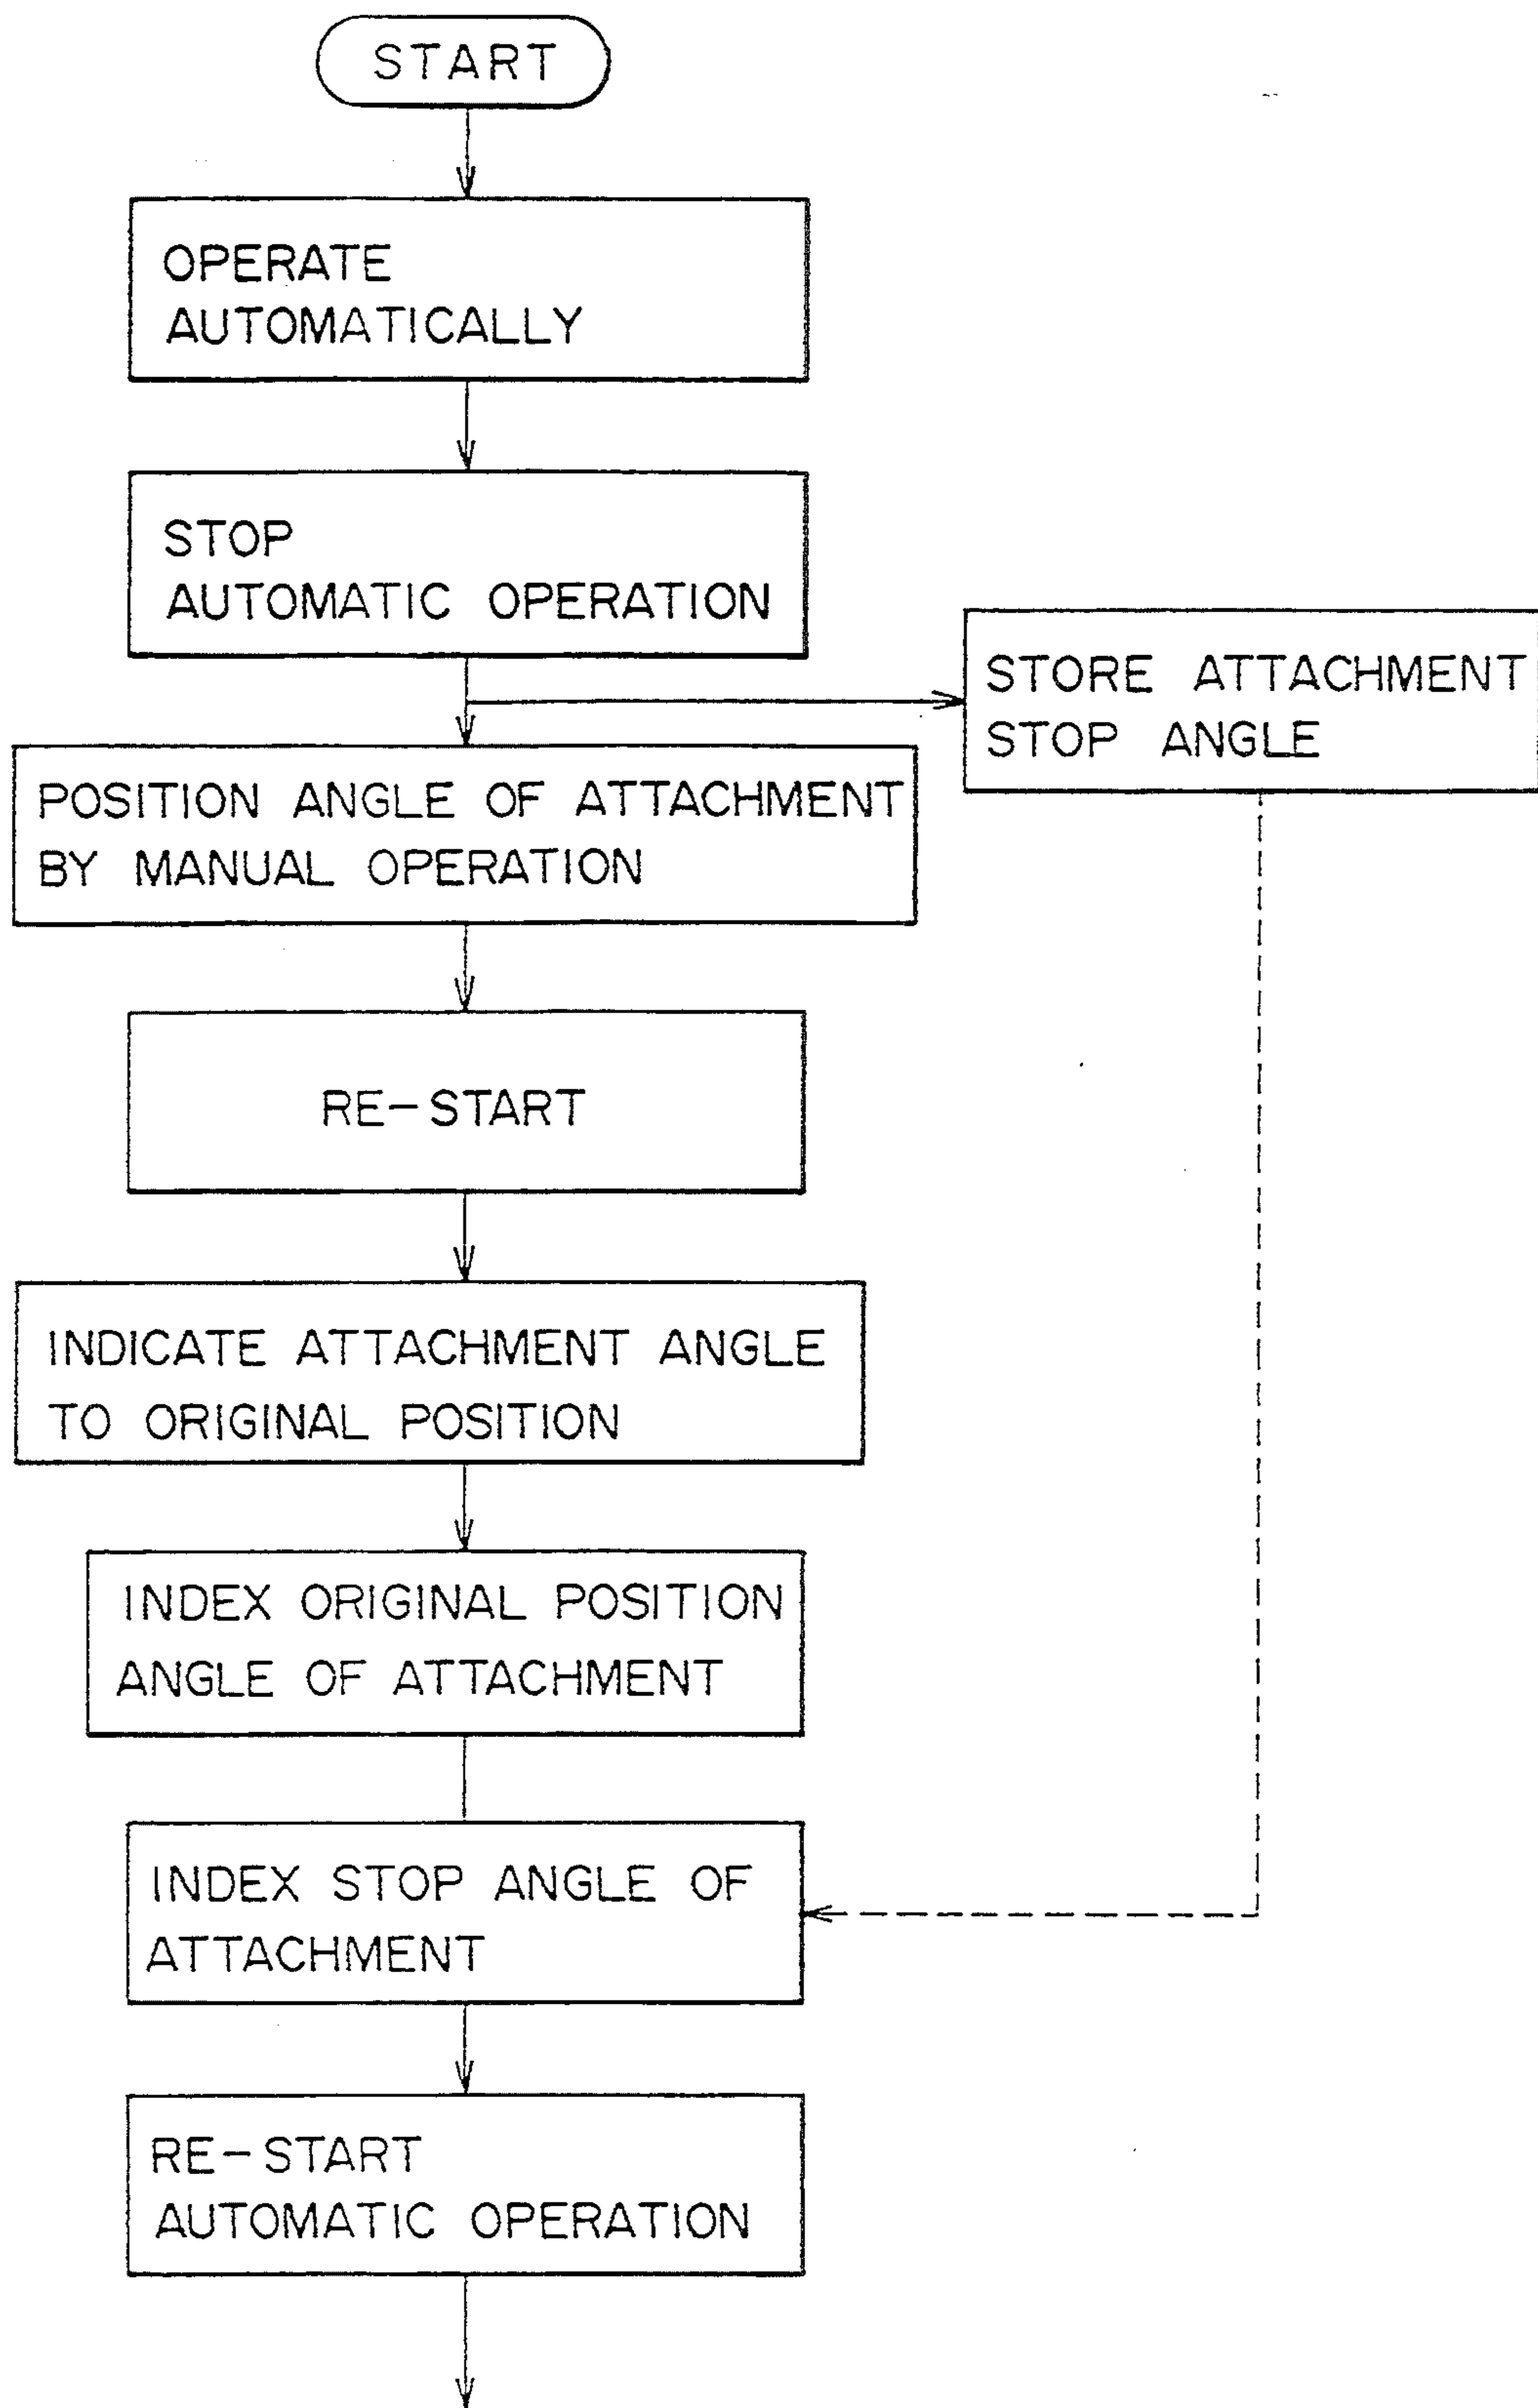 START
OPERATE
AUTOMATICALLY
STOP
AUTOMATIC OPERATION
STORE ATTACHMENT
STOP ANGLE
POSITION ANGLE OF ATTACHMENT
BY MANUAL OPERATION
RE-START
INDICATE ATTACHMENT ANGLE
TO ORIGINAL POSITION
INDEX ORIGINAL POSITION
ANGLE OF ATTACHMENT
INDEX STOP ANGLE OF
ATTACHMENT
RE-START
AUTOMATIC OPERATION